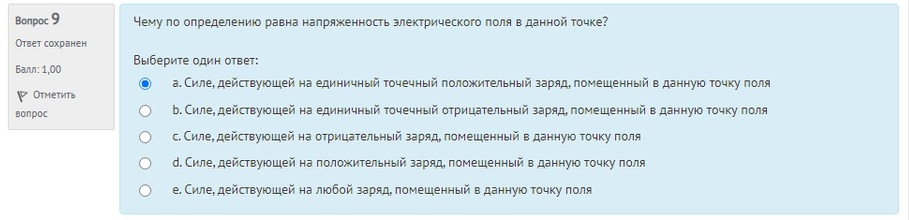 Вопрос 9
Ответ сохранен
Балл: 1,00
Отметить
вопрос
Чему по определению равна напряженность электрического поля в данной точке?
Выберите один ответ:
a. Силе, действующей на единичный точечный положительный заряд, помещенный в данную точку поля
b. Силе, действующей на единичный точечный отрицательный заряд, помещенный в данную точку поля
c. Силе, действующей на отрицательный заряд, помещенный в данную точку поля
d. Силе, действующей на положительный заряд, помещенный в данную точку поля
e. Силе, действующей на любой заряд, помещенный в данную точку поля